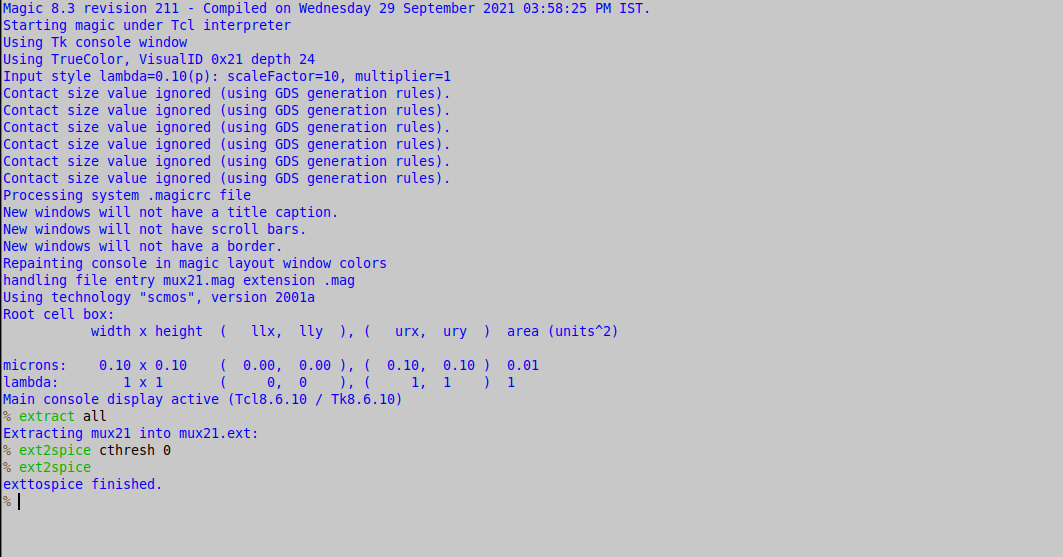 Magic 8.3 revision 211 - Compiled on Wednesday 29 September 2021 03:58:25 PM IST.
Starting magic under Tcl interpreter
Using Tk console window
Using TrueColor, VisualID 0x21 depth 24
Input style lambda=0.10(p): scaleFactor=10, multiplier=1
Contact size value ignored (using GDS generation rules).
Contact size value ignored (using GDS generation rules).
Contact size value ignored (using GDS generation rules).
Contact size value ignored (using GDS generation rules).
Contact size value ignored (using GDS generation rules).
Contact size value ignored (using GDS generation rules).
Processing system .magicrc file
New windows will not have a title caption.
New windows will not have scroll bars.
New windows will not have a border.
Repainting console in magic layout window colors
handling file entry mux21.mag extension .mag
Using technology "scmos", version 2001a
Root cell box:
           width x height  (   llx,  lly  ), (   urx,  ury  )  area (units^2)
microns:    0.10 x 0.10    (  0.00,  0.00 ), (  0.10,  0.10 )  0.01
lambda:        1 x 1       (     0,  0    ), (     1,  1    )  1
Main console display active (Tcl8.6.10 / Tk8.6.10)
% extract all
Extracting mux21 into mux21.ext:
% ext2spice cthresh 0
% ext2spice
exttospice finished.
%